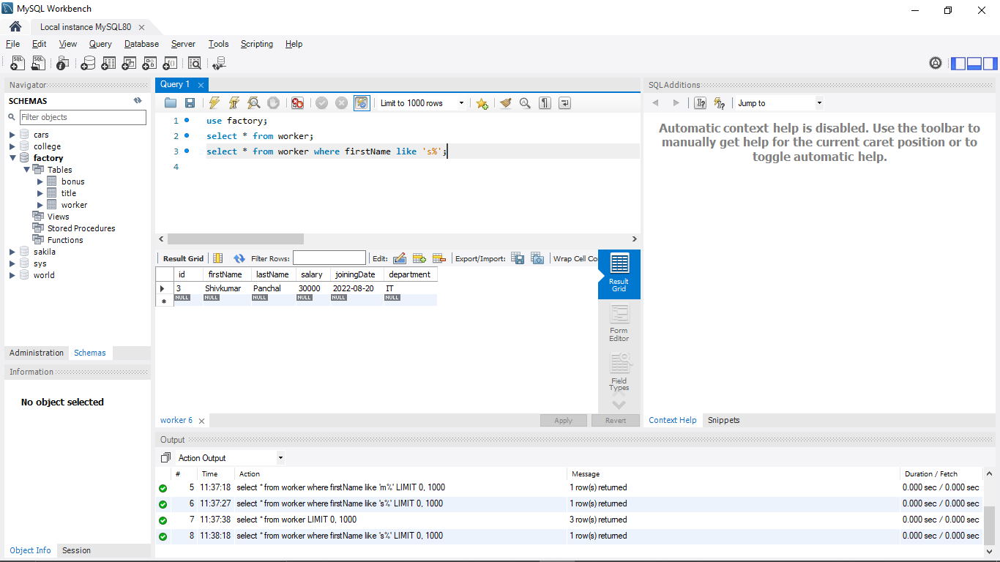 MySQL Workbench
Local instance MySQL80
File Edit View Query Database Server Tools Scripting Help
Navigator
SCHEMAS
Filter objects
cars
college
factory
Tables
bonus
title
worker
Views
Stored Procedures
Functions
sakila
sys
world
Administration Schemas
Information
No object selected
Object Info Session
Query 1
Limit to 1000 rows
1 use factory;
2 select * from worker;
3 select * from worker where firstName like 's%';
4
Result Grid Filter Rows: Edit: Export/Import: Wrap Cell Co
id firstName lastName salary joiningDate department
3 Shivkumar Panchal 30000 2022-08-20 IT
NULL NULL NULL NULL NULL NULL
Result
Grid
Form
Editor
Field
Types
worker 6 Apply Revert
SQLAdditions
Jump to
Automatic context help is disabled. Use the toolbar to
manually get help for the current caret position or to
toggle automatic help.
Context Help Snippets
Output
Action Output
# Time Action Message Duration / Fetch
5 11:37:18 select * from worker where firstName like 'm%' LIMIT 0, 1000 1 row(s) returned 0.000 sec / 0.000 sec
6 11:37:27 select * from worker where firstName like 's%' LIMIT 0, 1000 1 row(s) returned 0.000 sec / 0.000 sec
7 11:37:38 select * from worker LIMIT 0, 1000 3 row(s) returned 0.000 sec / 0.000 sec
8 11:38:18 select * from worker where firstName like 's%' LIMIT 0, 1000 1 row(s) returned 0.000 sec / 0.000 sec